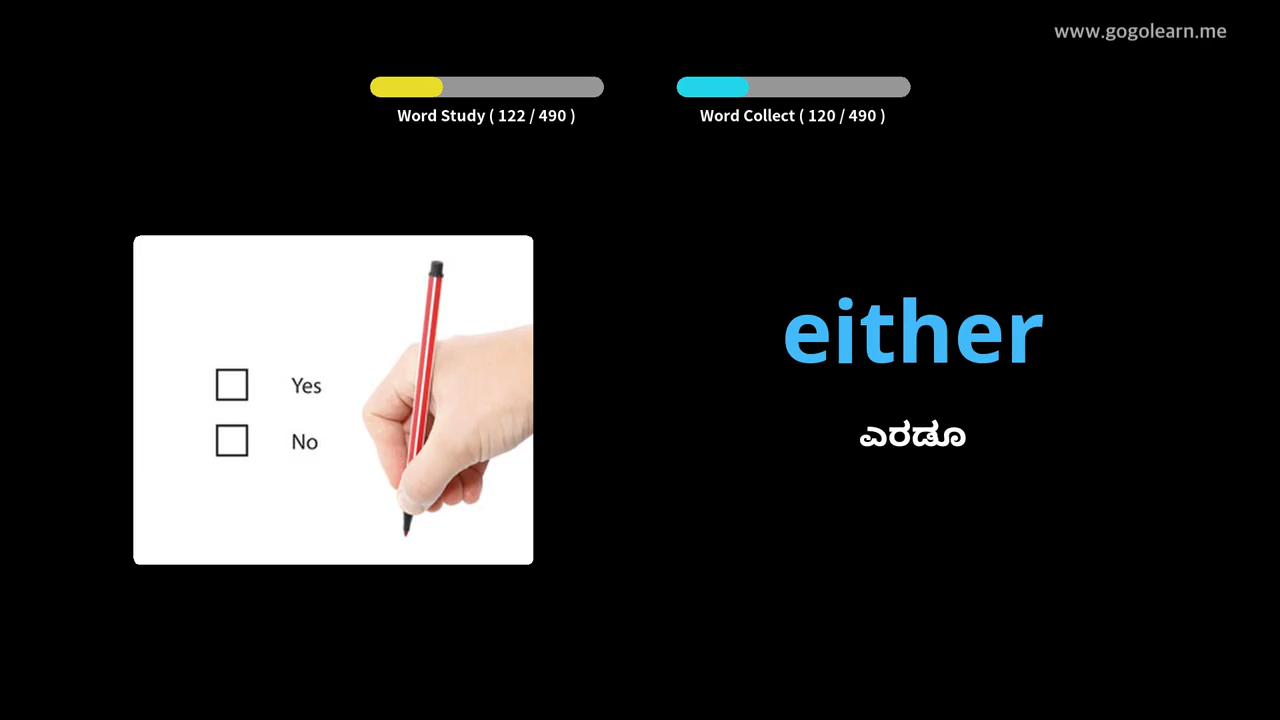 www.gogolearn.me
Word Study ( 122 / 490 )
Word Collect ( 120 / 490 )
Yes
No
either
ಎರಡೂ